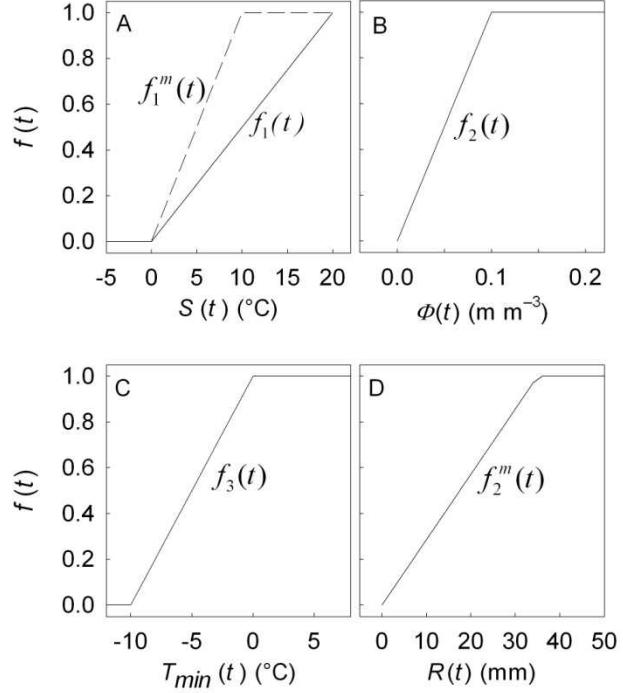 A
B
f (t)
1.0
0.8
0.6
0.4
0.2
0.0
f₁ᵐ(t)
f₁(t)
f₂(t)
-5 0 5 10 15 20
0.0 0.1 0.2
S (t) (°C)
Φ(t) (m m⁻³)
C
D
f (t)
1.0
0.8
0.6
0.4
0.2
0.0
f₃(t)
f₂ᵐ(t)
-10 -5 0 5
0 10 20 30 40 50
Tmin (t) (°C)
R(t) (mm)